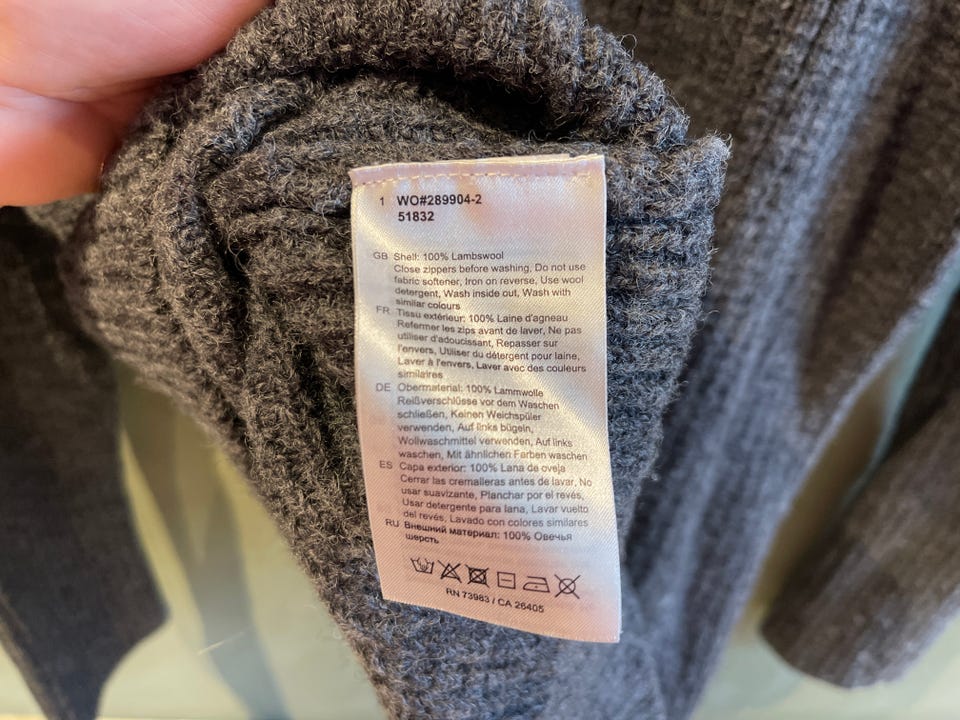 1 WO#289904-2
51832
GB Shell: 100% Lambswool
Close zippers before washing, Do not use
fabric softener, Iron on reverse, Use wool
detergent, Wash inside out, Wash with
similar colours
FR Tissu extérieur: 100% Laine d'agneau
Refermer les zips avant de laver, Ne pas
utiliser d'adoucissant, Repasser sur
l'envers, Utiliser du détergent pour laine,
Laver à l'envers, Laver avec des couleurs
similaires
DE Obermaterial: 100% Lammwolle
Reißverschlüsse vor dem Waschen
schließen, Keinen Weichspüler
verwenden, Auf links bügeln,
Wollwaschmittel verwenden, Auf links
waschen, Mit ähnlichen Farben waschen
ES Capa exterior: 100% Lana de oveja
Cerrar las cremalleras antes de lavar, No
usar suavizante, Planchar por el revés,
Usar detergente para lana, Lavar vuelto
del revés, Lavado con colores similares
RU Внешний материал: 100% Овечья
шерсть
RN 73983 / CA 26405